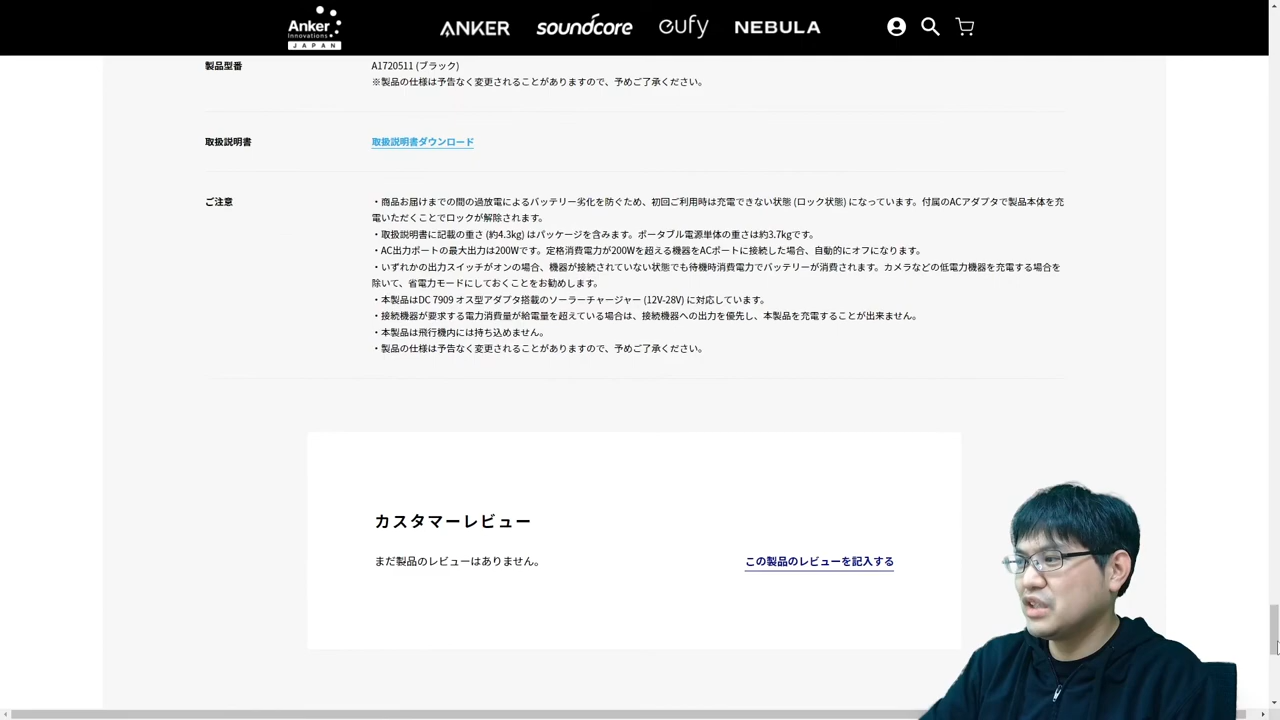 Anker
Innovations
JAPAN
ANKER
soundcore
eufy
NEBULA
製品型番
A1720511 (ブラック)
※製品の仕様は予告なく変更されることがありますので、予めご了承ください。
取扱説明書
取扱説明書ダウンロード
ご注意
・商品お届けまでの間の過放電によるバッテリー劣化を防ぐため、初回ご利用時は充電できない状態 (ロック状態) になっています。付属のACアダプタで製品本体を充
電いただくことでロックが解除されます。
・取扱説明書に記載の重さ (約4.3kg) はパッケージを含みます。ポータブル電源単体の重さは約3.7kgです。
・AC出力ポートの最大出力は200Wです。定格消費電力が200Wを超える機器をACポートに接続した場合、自動的にオフになります。
・いずれかの出力スイッチがオンの場合、機器が接続されていない状態でも待機時消費電力でバッテリーが消費されます。カメラなどの低電力機器を充電する場合を
除いて、省電力モードにしておくことをお勧めします。
・本製品はDC 7909 オス型アダプタ搭載のソーラーチャージャー (12V-28V) に対応しています。
・接続機器が要求する電力消費量が給電量を超えている場合は、接続機器への出力を優先し、本製品を充電することが出来ません。
・本製品は飛行機内には持ち込めません。
・製品の仕様は予告なく変更されることがありますので、予めご了承ください。
カスタマーレビュー
まだ製品のレビューはありません。
この製品のレビューを記入する